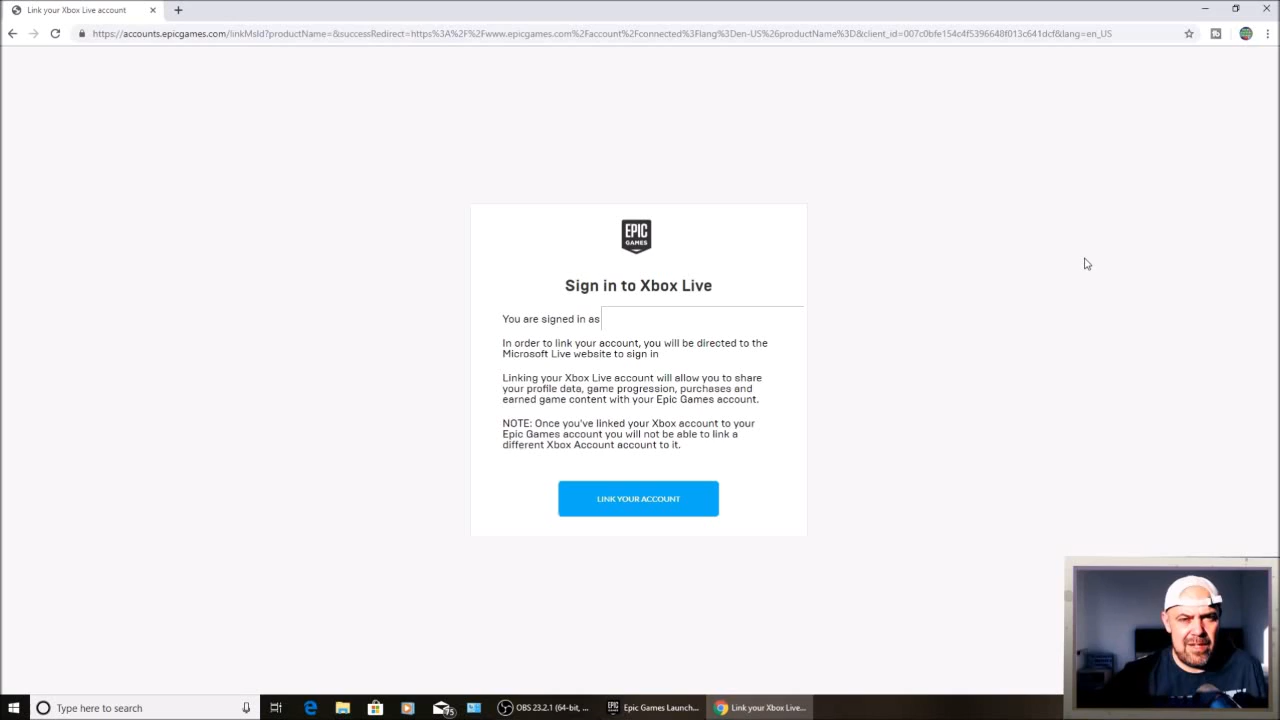 Link your Xbox Live account
https://accounts.epicgames.com/linkMsId?productName=&successRedirect=https%3A%2F%2Fwww.epicgames.com%2Faccount%2Fconnected%3Flang%3Den-US%26productName%3D&client_id=007c0bfe154c4f5396648f013c641dcf&lang=en_US
EPIC
GAMES
Sign in to Xbox Live
You are signed in as
In order to link your account, you will be directed to the
Microsoft Live website to sign in
Linking your Xbox Live account will allow you to share
your profile data, game progression, purchases and
earned game content with your Epic Games account.
NOTE: Once you've linked your Xbox account to your
Epic Games account you will not be able to link a
different Xbox Account account to it.
LINK YOUR ACCOUNT
Type here to search
75
OBS 23.2.1 (64-bit, ...
Epic Games Launch...
Link your Xbox Live...